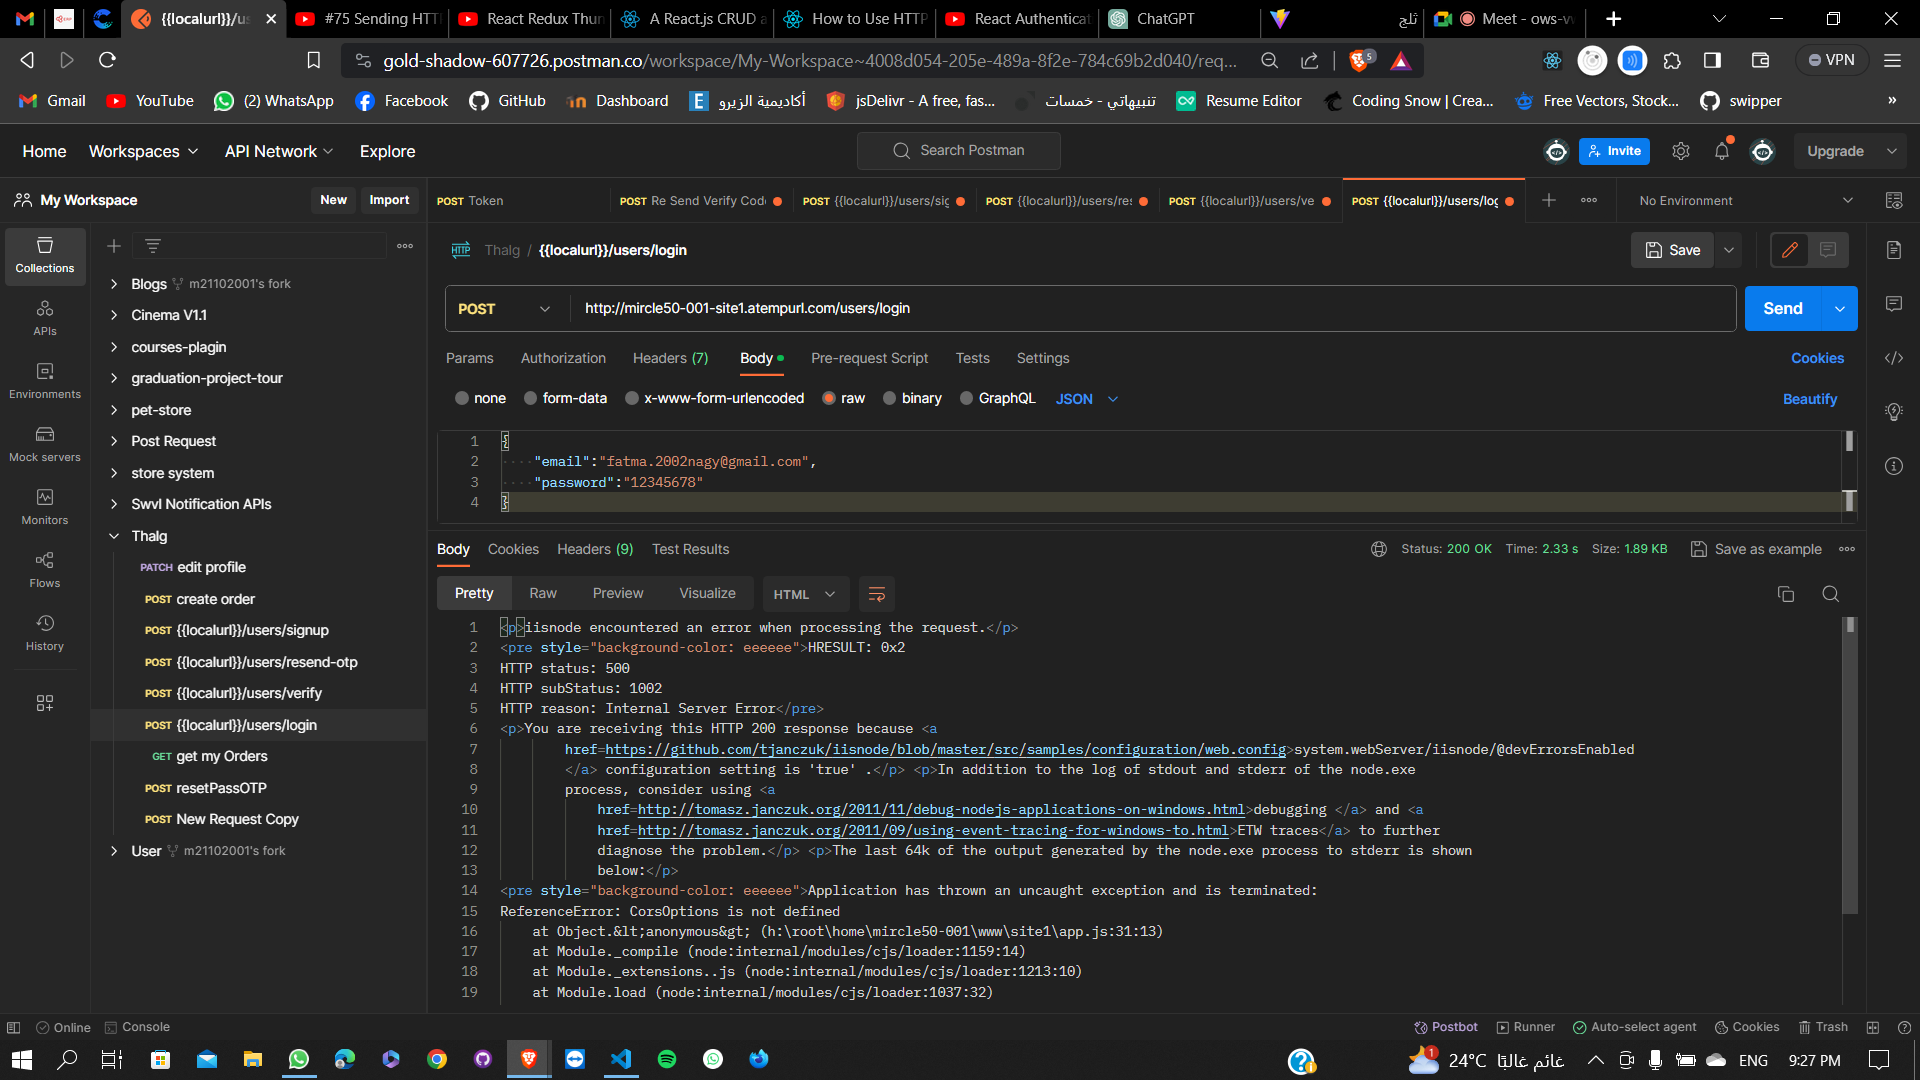 {{localurl}}/us
#75 Sending HTT
React Redux Thun
A React.js CRUD a
How to Use HTTP
React Authenticat
ChatGPT
ثلج
Meet - ows-vv
gold-shadow-607726.postman.co/workspace/My-Workspace~4008d054-205e-489a-8f2e-784c69b2d040/req...
5
VPN
Gmail
YouTube
(2) WhatsApp
Facebook
GitHub
Dashboard
أكاديمية الزيرو
jsDelivr - A free, fas...
تنبيهاتي - خمسات
Resume Editor
Coding Snow | Crea...
Free Vectors, Stock...
swipper
»
Home
Workspaces
API Network
Explore
Search Postman
Invite
Upgrade
My Workspace
New
Import
POST Token
POST Re Send Verify Code
POST {{localurl}}/users/sig
POST {{localurl}}/users/res
POST {{localurl}}/users/ve
POST {{localurl}}/users/log
No Environment
Collections
APIs
Environments
Mock servers
Monitors
Flows
History
Blogs m21102001's fork
Cinema V1.1
courses-plagin
graduation-project-tour
pet-store
Post Request
store system
Swvl Notification APIs
Thalg
PATCH edit profile
POST create order
POST {{localurl}}/users/signup
POST {{localurl}}/users/resend-otp
POST {{localurl}}/users/verify
POST {{localurl}}/users/login
GET get my Orders
POST resetPassOTP
POST New Request Copy
User m21102001's fork
HTTP Thalg / {{localurl}}/users/login
Save
POST http://mircle50-001-site1.atempurl.com/users/login
Send
Params Authorization Headers (7) Body Pre-request Script Tests Settings Cookies
none form-data x-www-form-urlencoded raw binary GraphQL JSON Beautify
1 {
2 "email":"fatma.2002nagy@gmail.com",
3 "password":"12345678"
4 }
Body Cookies Headers (9) Test Results
Status: 200 OK Time: 2.33 s Size: 1.89 KB Save as example
Pretty Raw Preview Visualize HTML
1 <p>iisnode encountered an error when processing the request.</p>
2 <pre style="background-color: eeeeee">HRESULT: 0x2
3 HTTP status: 500
4 HTTP subStatus: 1002
5 HTTP reason: Internal Server Error</pre>
6 <p>You are receiving this HTTP 200 response because <a
7 href=https://github.com/tjanczuk/iisnode/blob/master/src/samples/configuration/web.config>system.webServer/iisnode/@devErrorsEnabled
8 </a> configuration setting is 'true' .</p> <p>In addition to the log of stdout and stderr of the node.exe
9 process, consider using <a
10 href=http://tomasz.janczuk.org/2011/11/debug-nodejs-applications-on-windows.html>debugging </a> and <a
11 href=http://tomasz.janczuk.org/2011/09/using-event-tracing-for-windows-to.html>ETW traces</a> to further
12 diagnose the problem.</p> <p>The last 64k of the output generated by the node.exe process to stderr is shown
13 below:</p>
14 <pre style="background-color: eeeeee">Application has thrown an uncaught exception and is terminated:
15 ReferenceError: CorsOptions is not defined
16 at Object.&lt;anonymous&gt; (h:\root\home\mircle50-001\www\site1\app.js:31:13)
17 at Module._compile (node:internal/modules/cjs/loader:1159:14)
18 at Module._extensions..js (node:internal/modules/cjs/loader:1213:10)
19 at Module.load (node:internal/modules/cjs/loader:1037:32)
Online
Console
Postbot
Runner
Auto-select agent
Cookies
Trash
1
24°C غائم غالبًا
ENG
9:27 PM